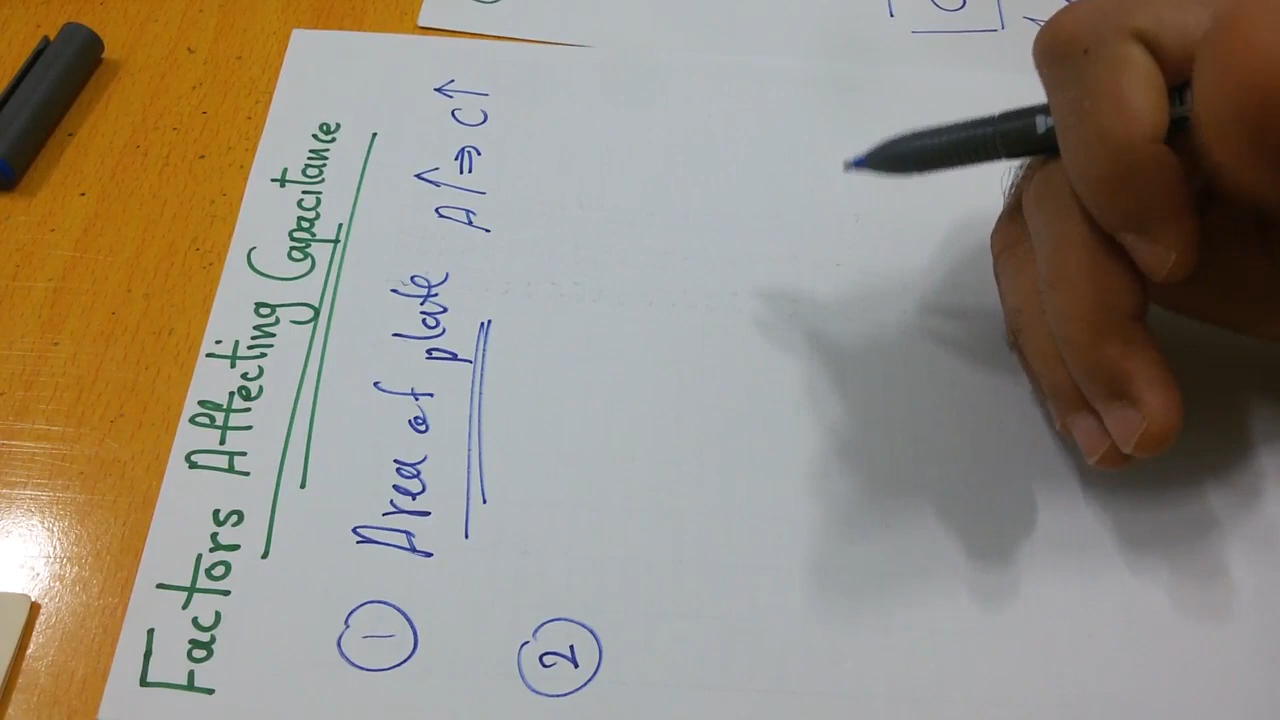 Factors Affecting Capacitance
① Area of plate A↑ ⇒ C↑
②